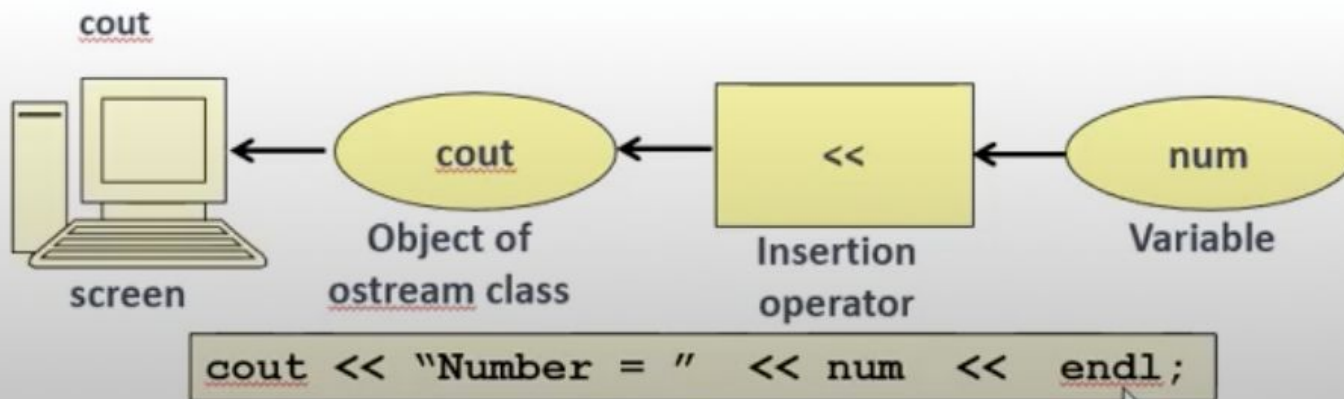 cout
cout
<<
num
Object of
ostream class
Insertion
operator
Variable
screen
cout << “Number = ” << num << endl;